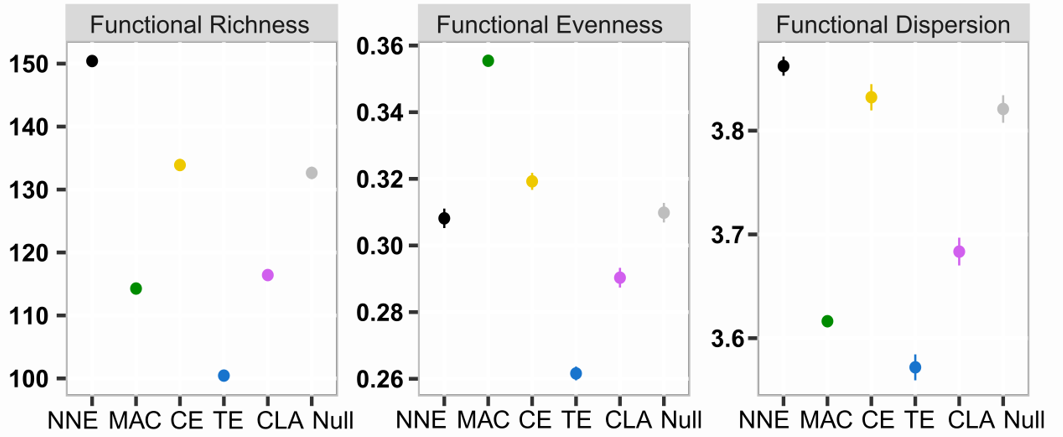 Functional Richness
150
140
130
120
110
100
NNE MAC CE TE CLA Null
Functional Evenness
0.36
0.34
0.32
0.30
0.28
0.26
NNE MAC CE TE CLA Null
Functional Dispersion
3.8
3.7
3.6
NNE MAC CE TE CLA Null